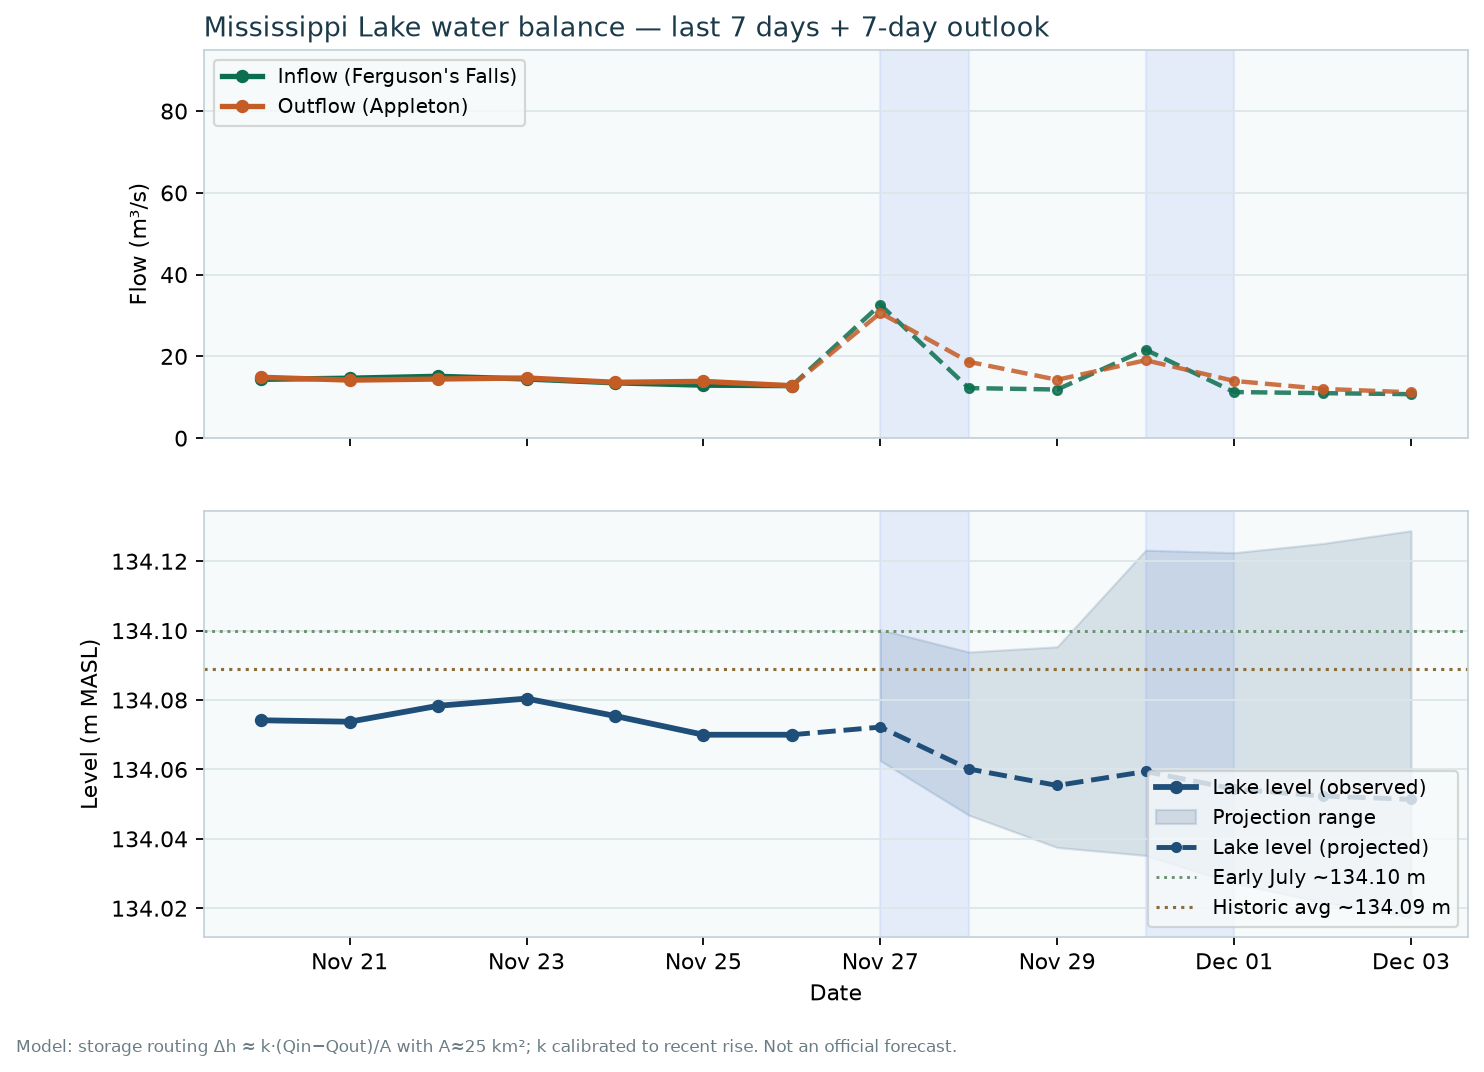 Mississippi Lake water balance — last 7 days + 7-day outlook
Inflow (Ferguson's Falls)
Outflow (Appleton)
Flow (m³/s)
80
60
40
20
0
Level (m MASL)
134.12
134.10
134.08
134.06
134.04
134.02
Lake level (observed)
Projection range
Lake level (projected)
Early July ~134.10 m
Historic avg ~134.09 m
Nov 21
Nov 23
Nov 25
Nov 27
Nov 29
Dec 01
Dec 03
Date
Model: storage routing Δh ≈ k·(Qin−Qout)/A with A≈25 km²; k calibrated to recent rise. Not an official forecast.